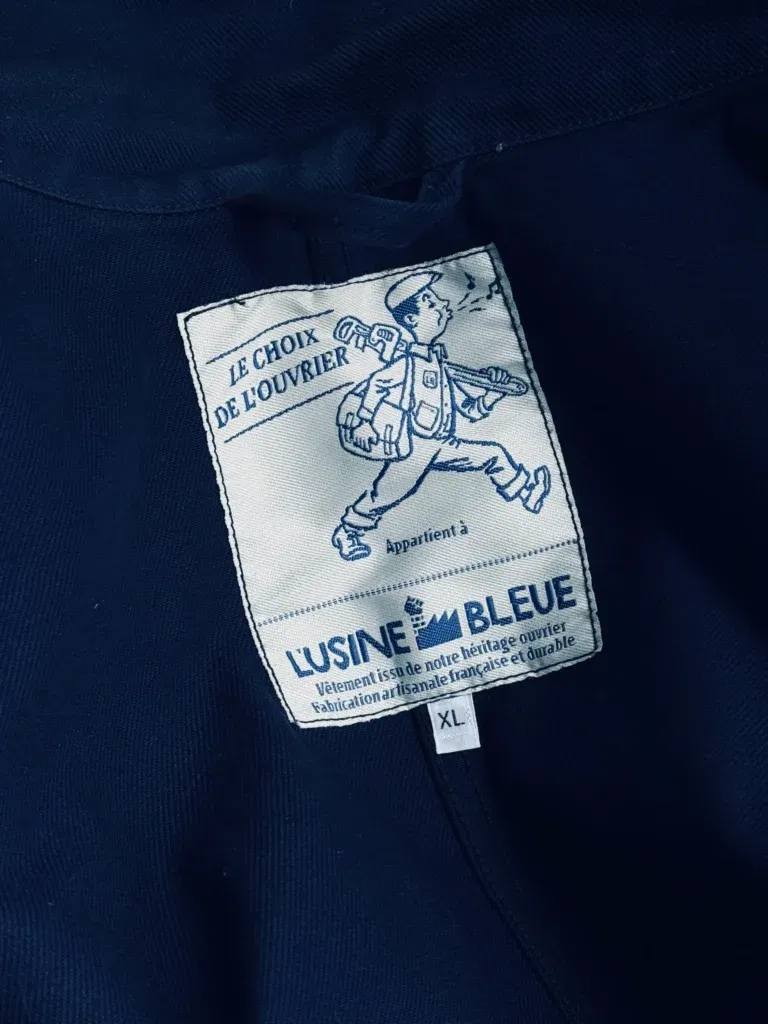 LE CHOIX
DE L'OUVRIER
Appartient à
L'USINE BLEUE
Vêtement issu de notre héritage ouvrier
Fabrication artisanale française et durable
XL